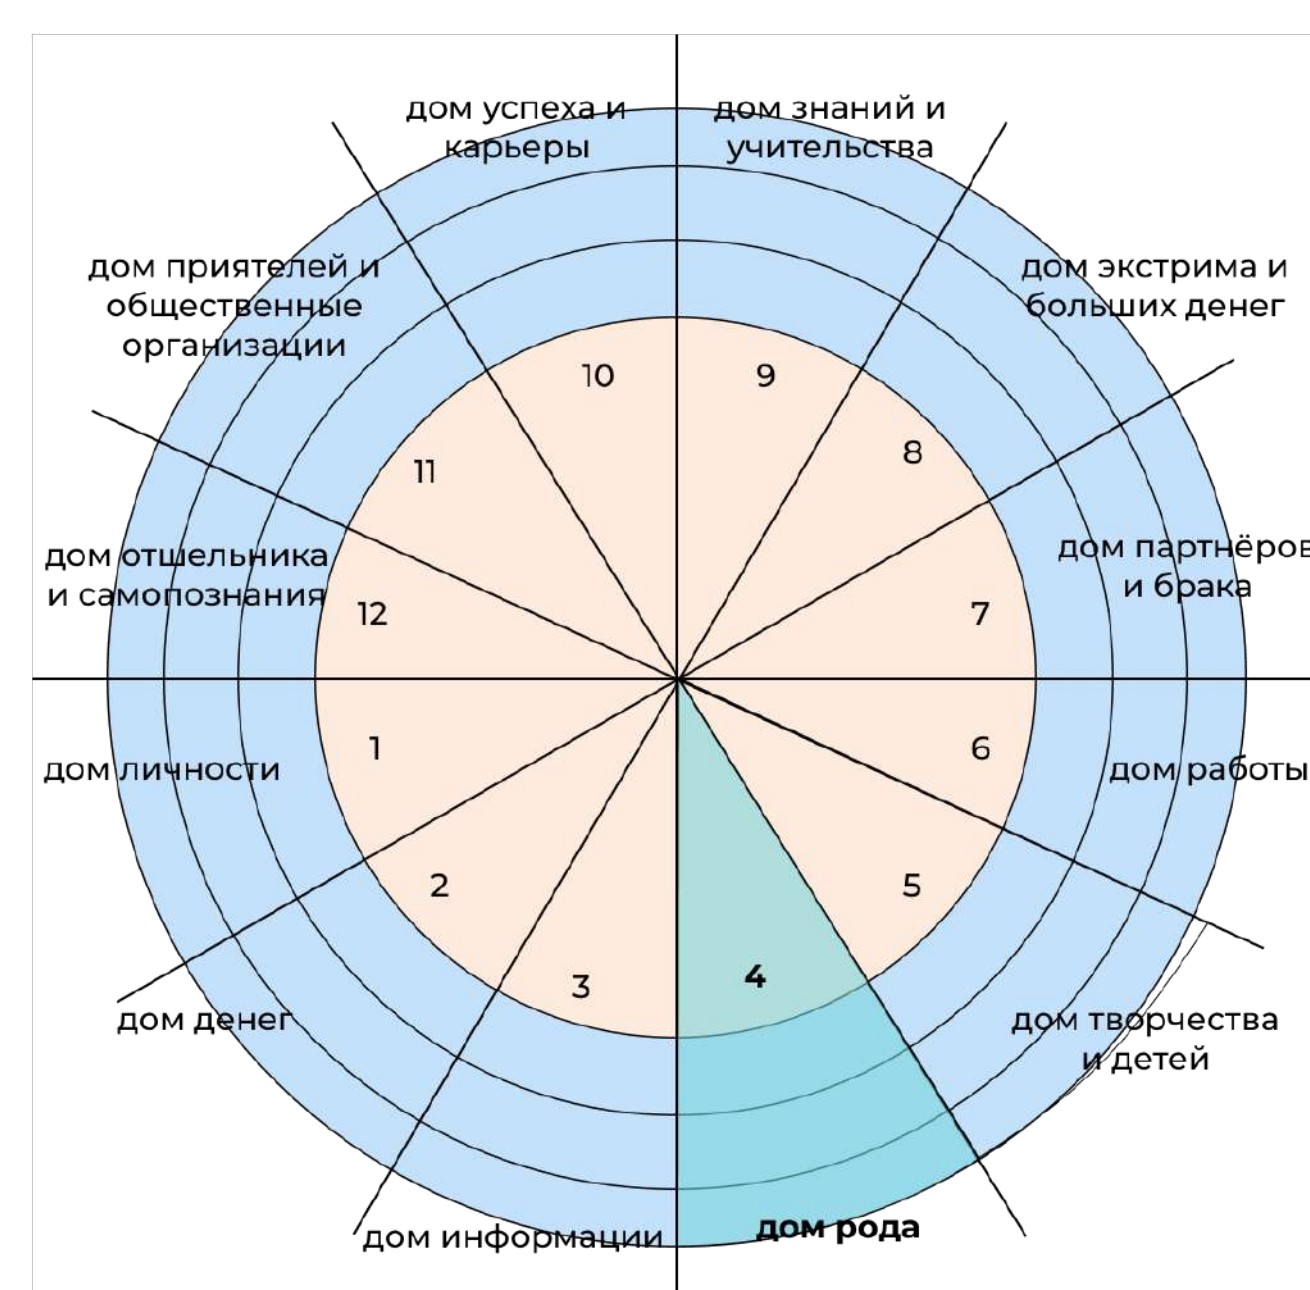 дом успеха и
карьеры
дом знаний и
учительства
дом приятелей и
общественные
организации
дом экстрима и
больших денег
10
9
11
8
дом отшельника
и самопознания
дом партнёров
и брака
12
7
1
6
дом личности
дом работы
2
5
3
4
дом денег
дом творчества
и детей
дом информации
дом рода